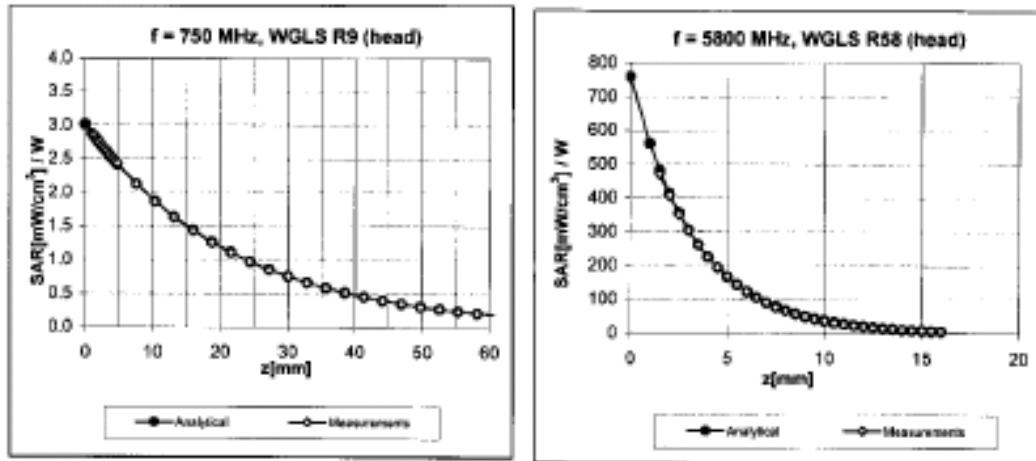 f = 750 MHz, WGLS R9 (head)
SAR[mW/cm³] / W
4.0
3.5
3.0
2.5
2.0
1.5
1.0
0.5
0.0
0 10 20 30 40 50 60
z[mm]
Analytical Measurements
f = 5800 MHz, WGLS R58 (head)
SAR[mW/cm³] / W
800
700
600
500
400
300
200
100
0
0 5 10 15 20
z[mm]
Analytical Measurements